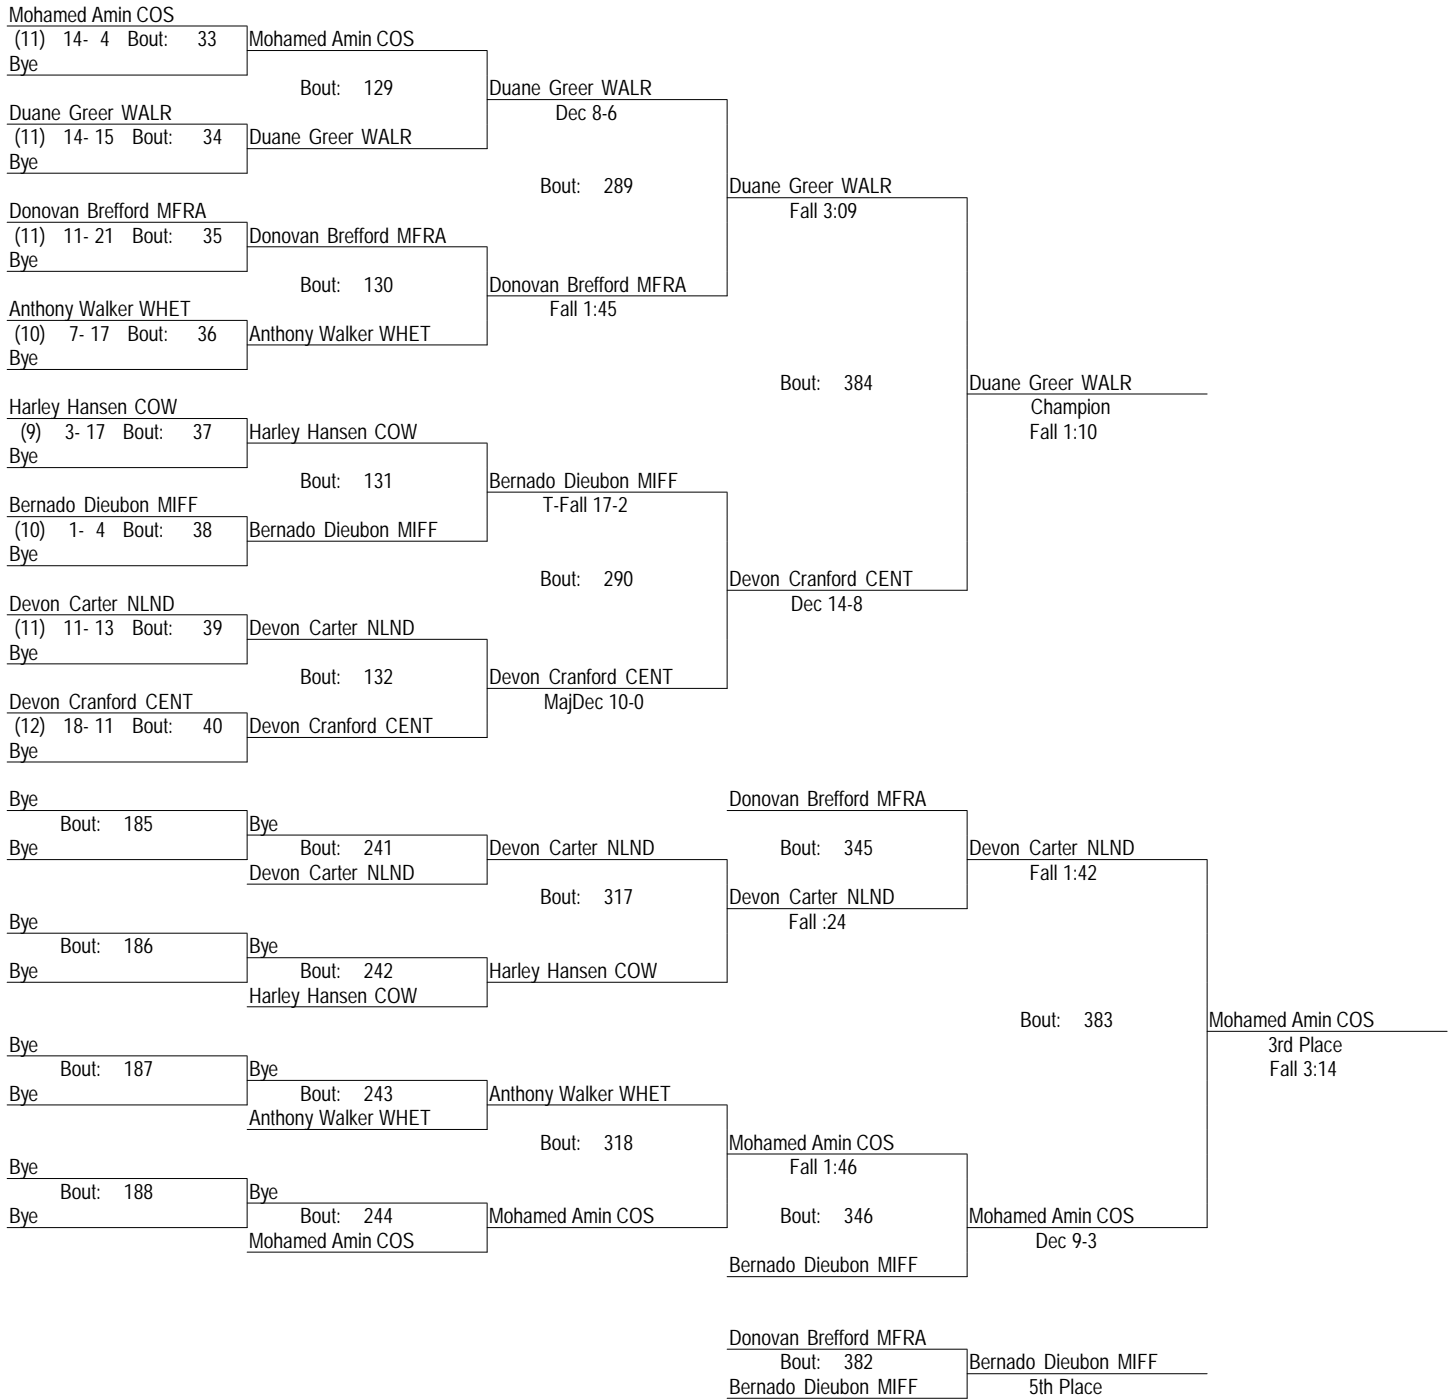 Mohamed Amin COS
(11) 14- 4 Bout: 33 Mohamed Amin COS
Bye
Bout: 129 Duane Greer WALR
Duane Greer WALR Dec 8-6
(11) 14- 15 Bout: 34 Duane Greer WALR
Bye
Bout: 289 Duane Greer WALR
Donovan Brefford MFRA Fall 3:09
(11) 11- 21 Bout: 35 Donovan Brefford MFRA
Bye
Bout: 130 Donovan Brefford MFRA
Anthony Walker WHET Fall 1:45
(10) 7- 17 Bout: 36 Anthony Walker WHET
Bye
Bout: 384 Duane Greer WALR
Harley Hansen COW Champion
(9) 3- 17 Bout: 37 Harley Hansen COW Fall 1:10
Bye
Bout: 131 Bernado Dieubon MIFF
Bernado Dieubon MIFF T-Fall 17-2
(10) 1- 4 Bout: 38 Bernado Dieubon MIFF
Bye
Bout: 290 Devon Cranford CENT
Devon Carter NLND Dec 14-8
(11) 11- 13 Bout: 39 Devon Carter NLND
Bye
Bout: 132 Devon Cranford CENT
Devon Cranford CENT MajDec 10-0
(12) 18- 11 Bout: 40 Devon Cranford CENT
Bye
Bye Donovan Brefford MFRA
Bout: 185 Bye
Bye Bout: 241 Devon Carter NLND Bout: 345 Devon Carter NLND
Devon Carter NLND Fall 1:42
Bout: 317 Devon Carter NLND
Bye Fall :24
Bout: 186 Bye
Bye Bout: 242 Harley Hansen COW
Harley Hansen COW
Bout: 383 Mohamed Amin COS
Bye 3rd Place
Bout: 187 Bye Fall 3:14
Bye Bout: 243 Anthony Walker WHET
Anthony Walker WHET
Bout: 318 Mohamed Amin COS
Bye Fall 1:46
Bout: 188 Bye
Bye Bout: 244 Mohamed Amin COS Bout: 346 Mohamed Amin COS
Mohamed Amin COS Dec 9-3
Bernado Dieubon MIFF
Donovan Brefford MFRA
Bout: 382 Bernado Dieubon MIFF
Bernado Dieubon MIFF 5th Place